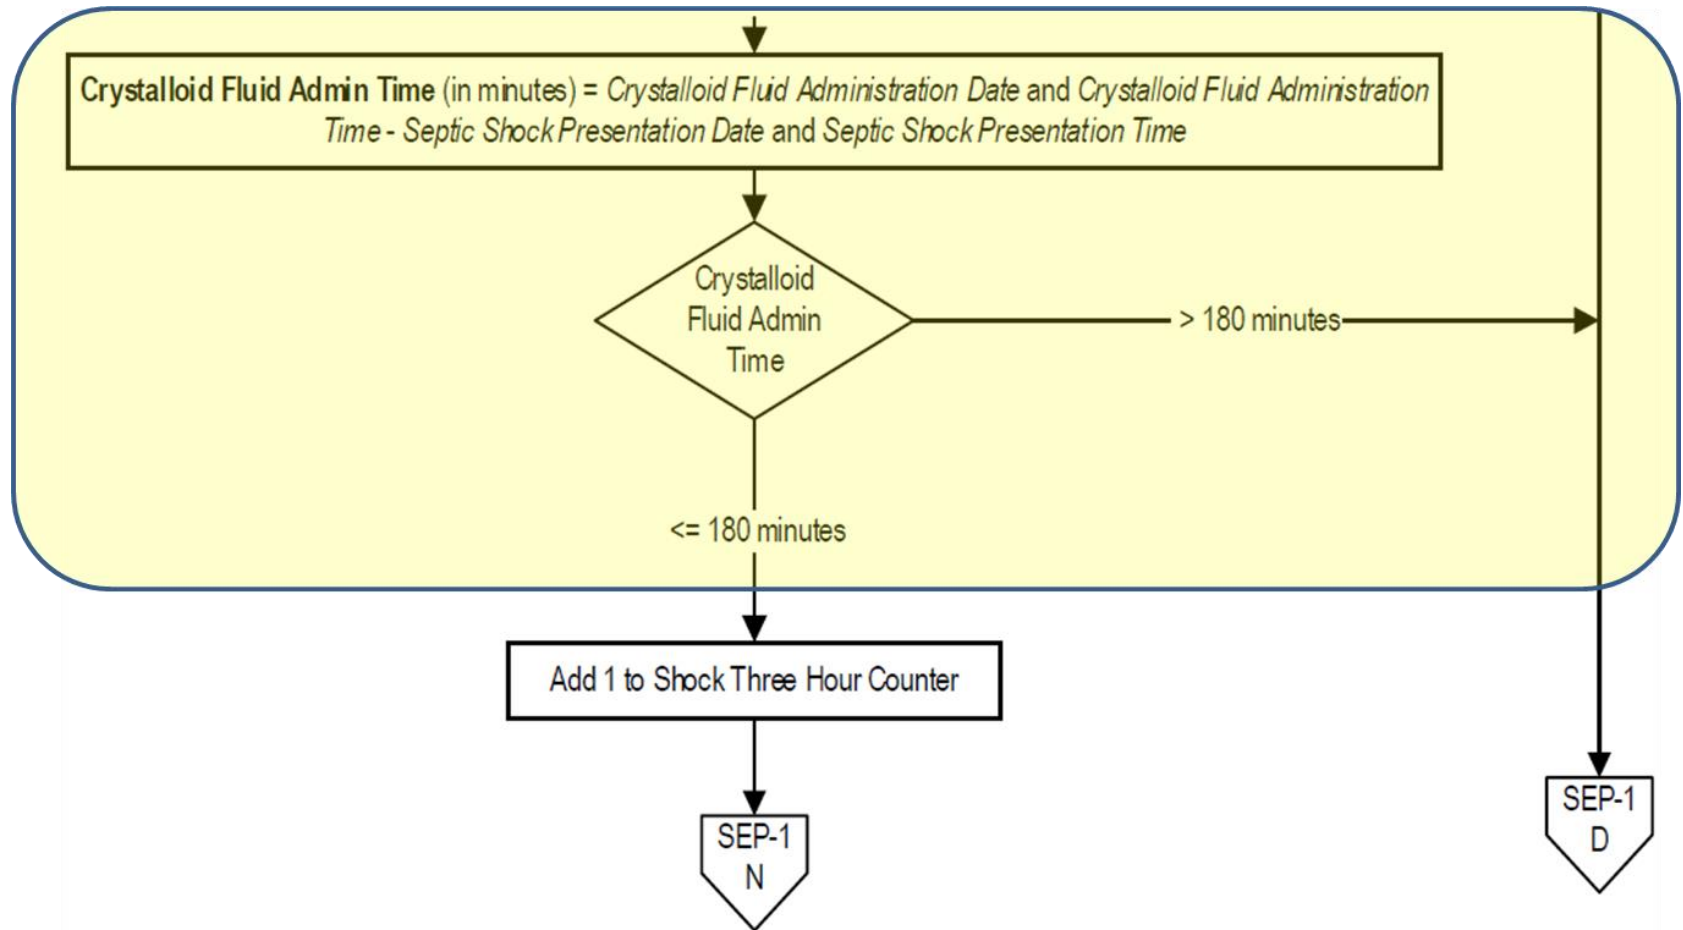 Crystalloid Fluid Admin Time (in minutes) = Crystalloid Fluid Administration Date and Crystalloid Fluid Administration
Time - Septic Shock Presentation Date and Septic Shock Presentation Time
Crystalloid
Fluid Admin
Time
> 180 minutes
<= 180 minutes
Add 1 to Shock Three Hour Counter
SEP-1
N
SEP-1
D